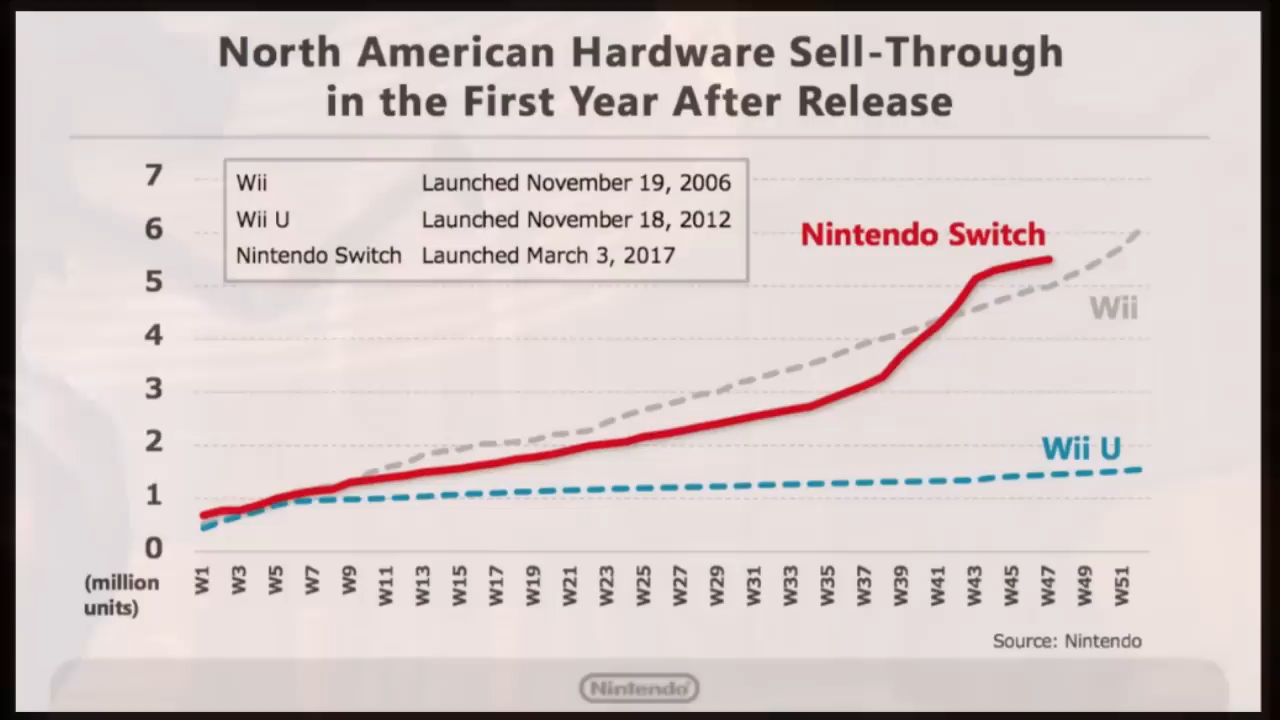 North American Hardware Sell-Through
in the First Year After Release
Wii Launched November 19, 2006
Wii U Launched November 18, 2012
Nintendo Switch Launched March 3, 2017
7
6
5
4
3
2
1
0
(million
units)
Nintendo Switch
Wii
Wii U
W1 W3 W5 W7 W9 W11 W13 W15 W17 W19 W21 W23 W25 W27 W29 W31 W33 W35 W37 W39 W41 W43 W45 W47 W49 W51
Source: Nintendo
Nintendo